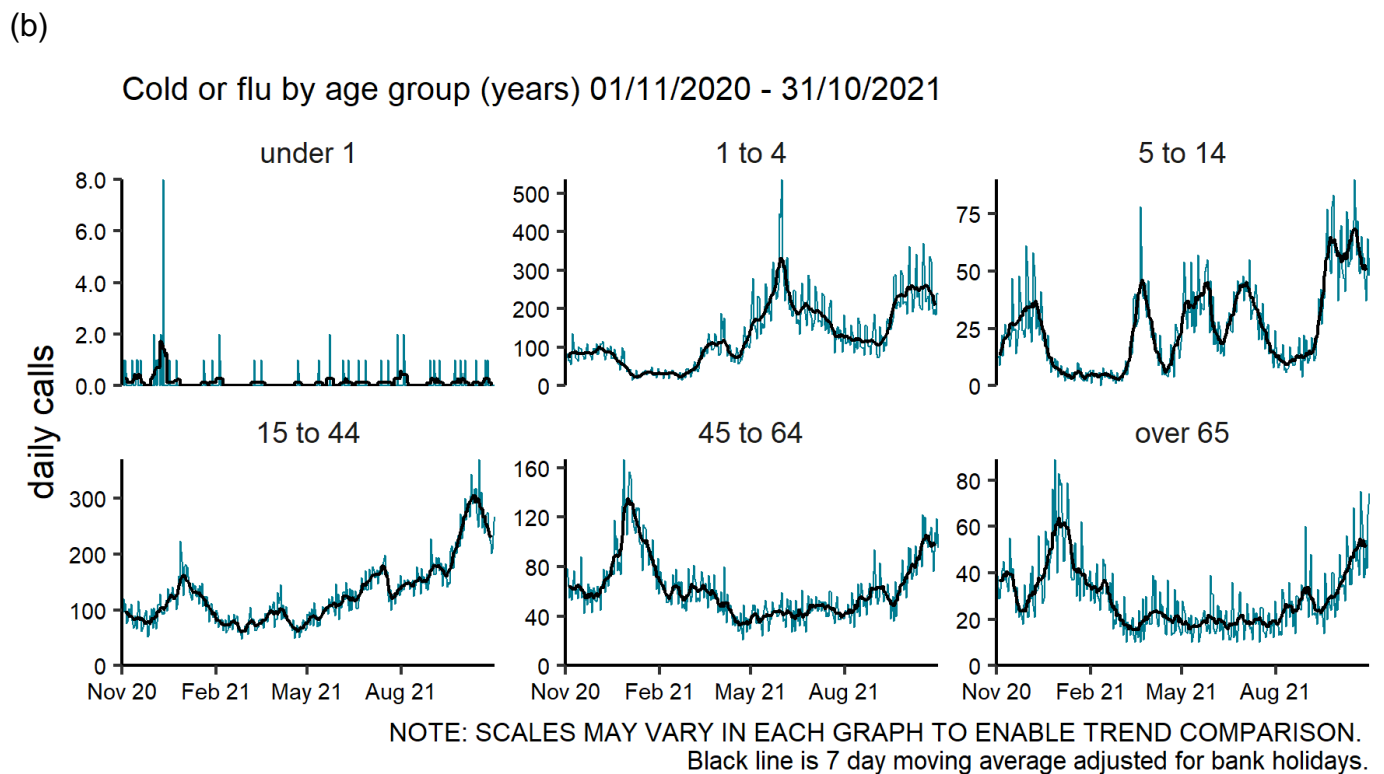 (b)
Cold or flu by age group (years) 01/11/2020 - 31/10/2021
under 1
1 to 4
5 to 14
8.0
6.0
4.0
2.0
0.0
500
400
300
200
100
0
75
50
25
0
daily calls
15 to 44
45 to 64
over 65
300
200
100
0
160
120
80
40
0
80
60
40
20
0
Nov 20 Feb 21 May 21 Aug 21
Nov 20 Feb 21 May 21 Aug 21
Nov 20 Feb 21 May 21 Aug 21
NOTE: SCALES MAY VARY IN EACH GRAPH TO ENABLE TREND COMPARISON.
Black line is 7 day moving average adjusted for bank holidays.